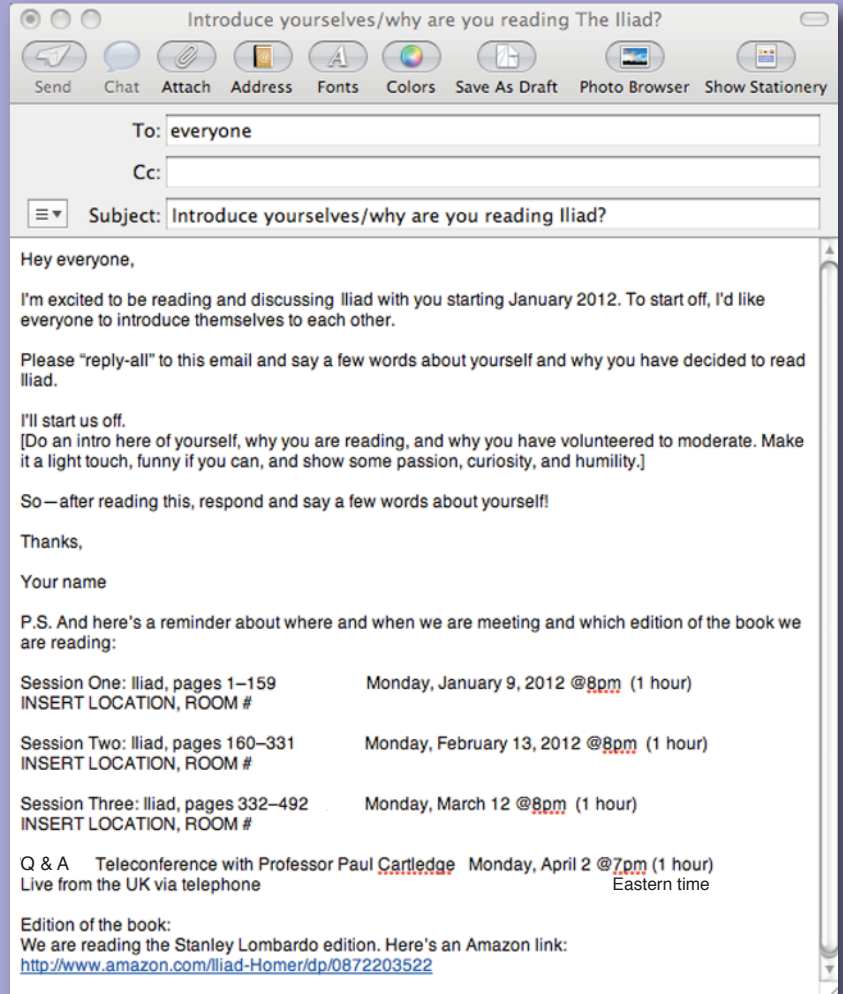 Introduce yourselves/why are you reading The Iliad?
Send Chat Attach Address Fonts Colors Save As Draft Photo Browser Show Stationery
To: everyone
Cc:
Subject: Introduce yourselves/why are you reading Iliad?
Hey everyone,
I'm excited to be reading and discussing Iliad with you starting January 2012. To start off, I'd like
everyone to introduce themselves to each other.
Please “reply-all” to this email and say a few words about yourself and why you have decided to read
Iliad.
I'll start us off.
[Do an intro here of yourself, why you are reading, and why you have volunteered to moderate. Make
it a light touch, funny if you can, and show some passion, curiosity, and humility.]
So—after reading this, respond and say a few words about yourself!
Thanks,
Your name
P.S. And here's a reminder about where and when we are meeting and which edition of the book we
are reading:
Session One: Iliad, pages 1–159 Monday, January 9, 2012 @8pm (1 hour)
INSERT LOCATION, ROOM #
Session Two: Iliad, pages 160–331 Monday, February 13, 2012 @8pm (1 hour)
INSERT LOCATION, ROOM #
Session Three: Iliad, pages 332–492 Monday, March 12 @8pm (1 hour)
INSERT LOCATION, ROOM #
Q & A Teleconference with Professor Paul Cartledge Monday, April 2 @7pm (1 hour)
Live from the UK via telephone Eastern time
Edition of the book:
We are reading the Stanley Lombardo edition. Here's an Amazon link:
http://www.amazon.com/Iliad-Homer/dp/0872203522